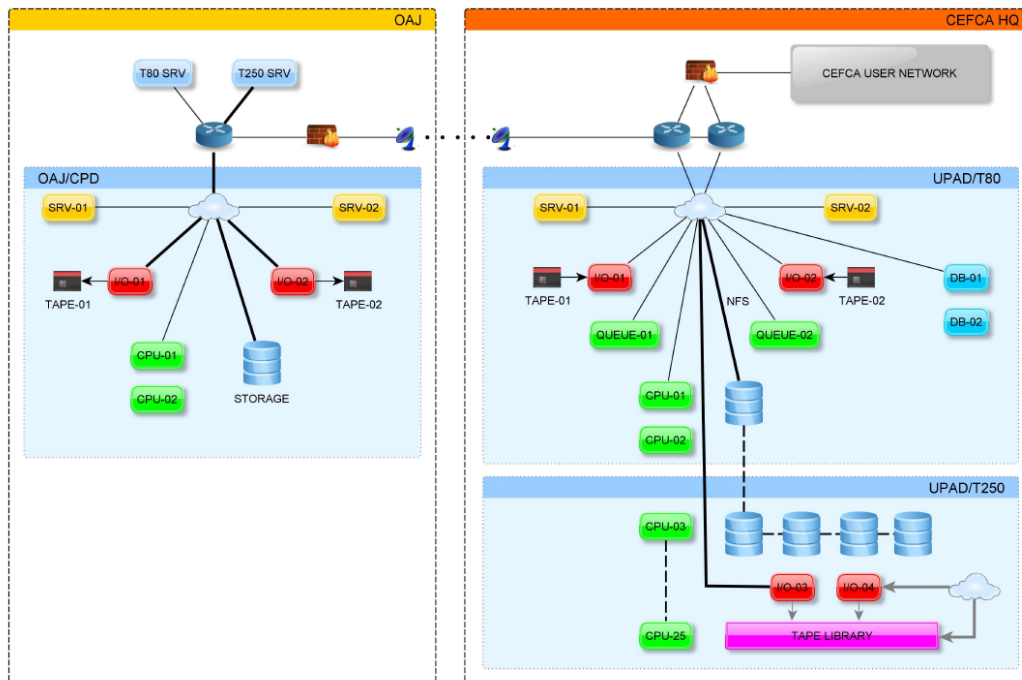 OAJ
T80 SRV
T250 SRV
OAJ/CPD
SRV-01
SRV-02
I/O-01
I/O-02
TAPE-01
TAPE-02
CPU-01
CPU-02
STORAGE
CEFCA HQ
CEFCA USER NETWORK
UPAD/T80
SRV-01
SRV-02
I/O-01
I/O-02
TAPE-01
TAPE-02
DB-01
NFS
DB-02
QUEUE-01
QUEUE-02
CPU-01
CPU-02
UPAD/T250
CPU-03
I/O-03
I/O-04
CPU-25
TAPE LIBRARY